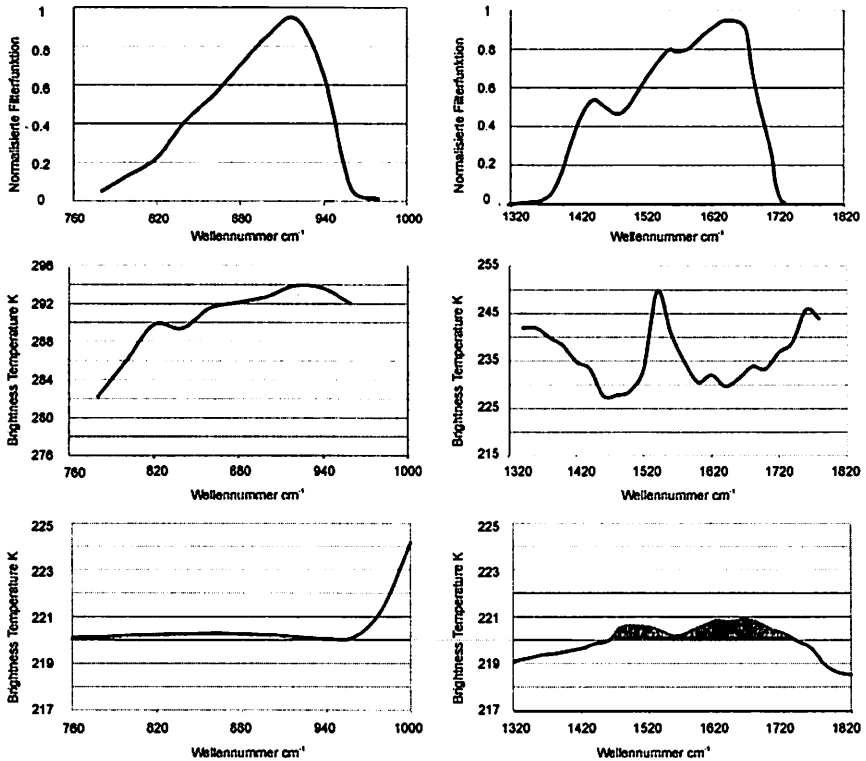 Normalisierte Filterfunktion
1
0.8
0.6
0.4
0.2
0
760 820 880 940 1000
Wellennummer cm⁻¹
Normalisierte Filterfunktion
1
0.8
0.6
0.4
0.2
0
1320 1420 1520 1620 1720 1820
Wellennummer cm⁻¹
Brightness Temperature K
296
292
288
284
280
276
760 820 880 940 1000
Wellennummer cm⁻¹
Brightness Temperature K
255
245
235
225
215
1320 1420 1520 1620 1720 1820
Wellennummer cm⁻¹
Brightness Temperature K
225
223
221
219
217
760 820 880 940 1000
Wellennummer cm⁻¹
Brightness Temperature K
225
223
221
219
217
1320 1420 1520 1620 1720 1820
Wellennummer cm⁻¹